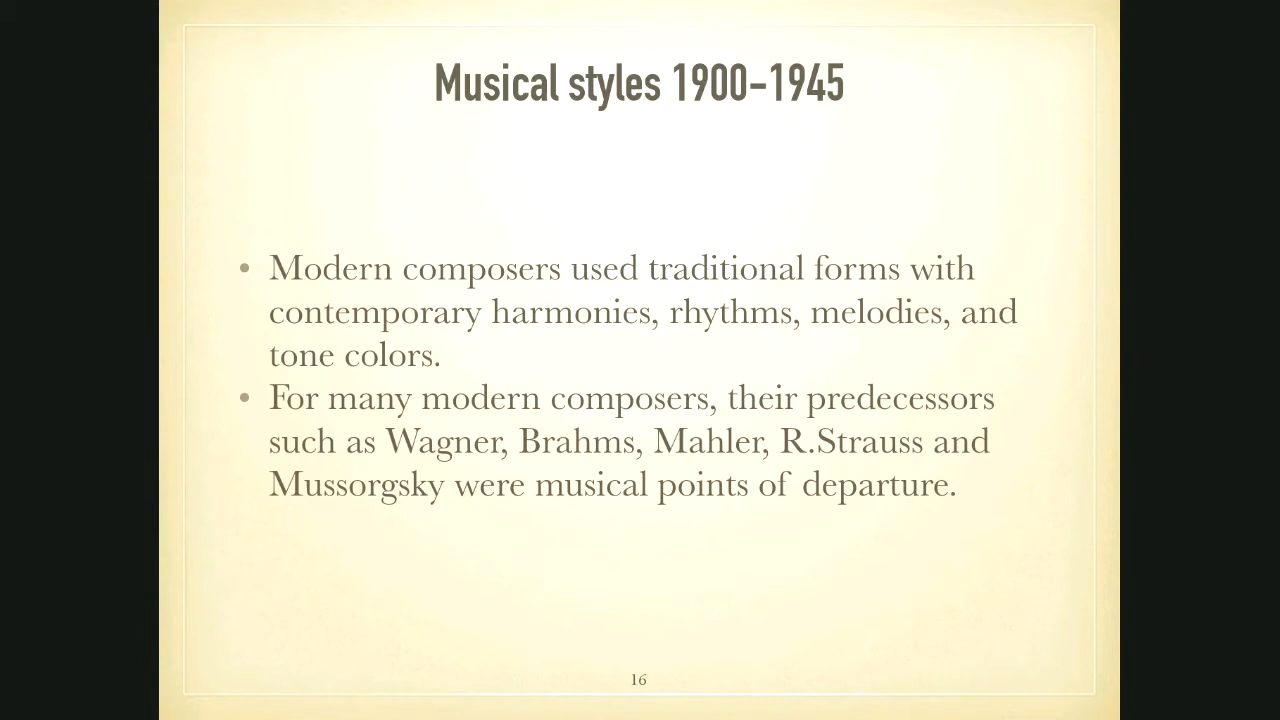 Musical styles 1900-1945
• Modern composers used traditional forms with
contemporary harmonies, rhythms, melodies, and
tone colors.
• For many modern composers, their predecessors
such as Wagner, Brahms, Mahler, R.Strauss and
Mussorgsky were musical points of departure.
16